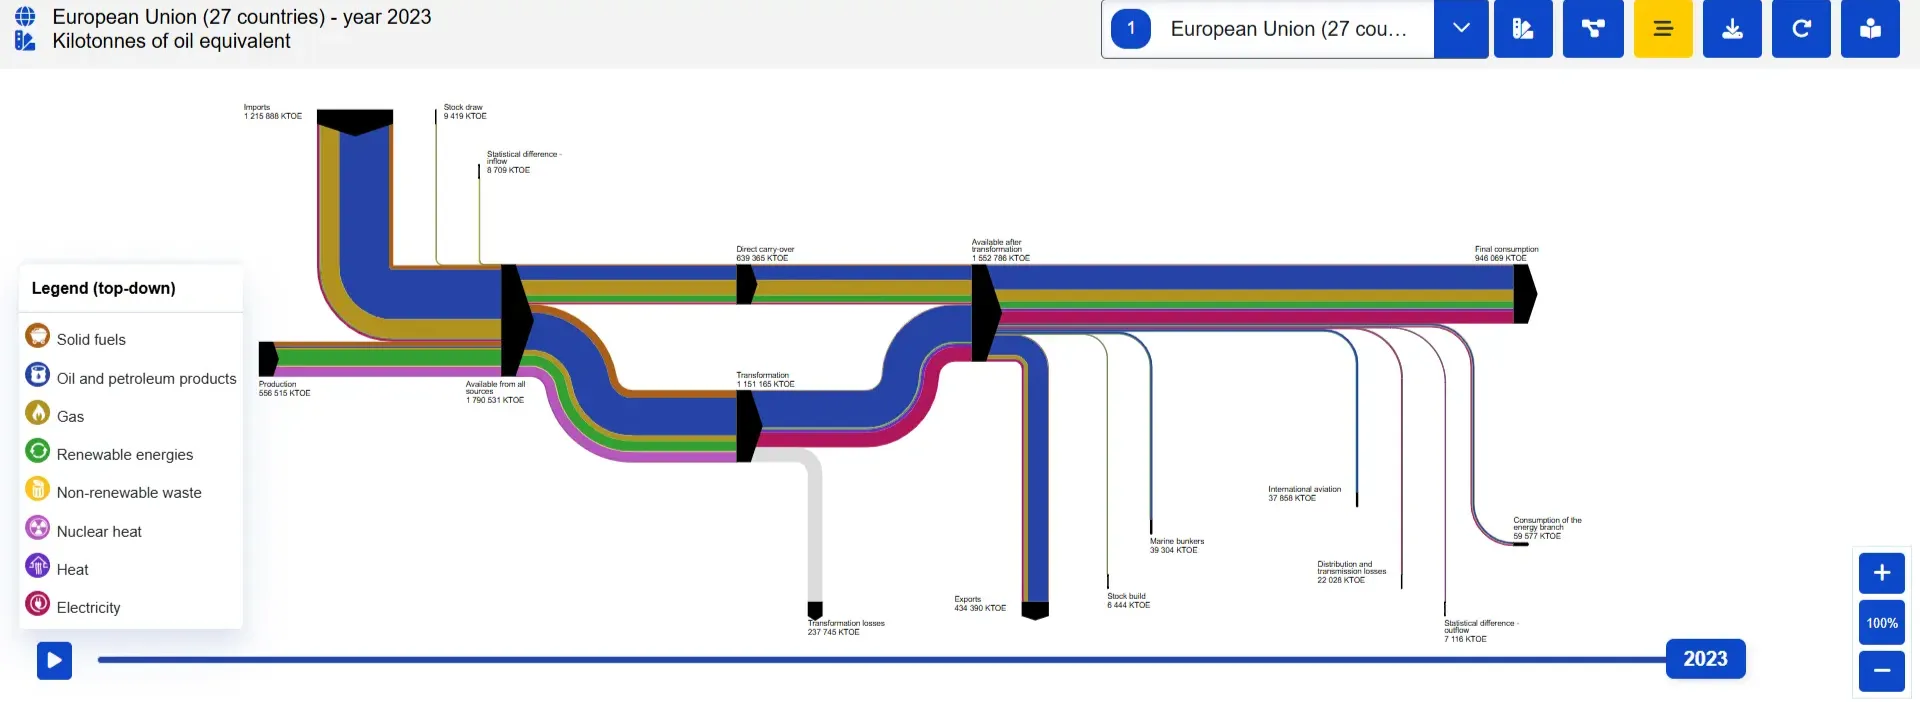 European Union (27 countries) - year 2023
Kilotonnes of oil equivalent
1
European Union (27 cou...
Imports
1 215 888 KTOE
Stock draw
9 419 KTOE
Statistical difference -
inflow
8 709 KTOE
Direct carry-over
639 365 KTOE
Available after
transformation
1 552 786 KTOE
Final consumption
946 069 KTOE
Legend (top-down)
Solid fuels
Oil and petroleum products
Gas
Renewable energies
Non-renewable waste
Nuclear heat
Heat
Electricity
Production
556 515 KTOE
Available from all
sources
1 790 531 KTOE
Transformation
1 151 165 KTOE
International aviation
37 858 KTOE
Marine bunkers
39 304 KTOE
Consumption of the
energy branch
59 577 KTOE
Distribution and
transmission losses
22 028 KTOE
Exports
434 390 KTOE
Stock build
6 444 KTOE
Transformation losses
237 745 KTOE
Statistical difference -
outflow
7 116 KTOE
2023
+
100%
−